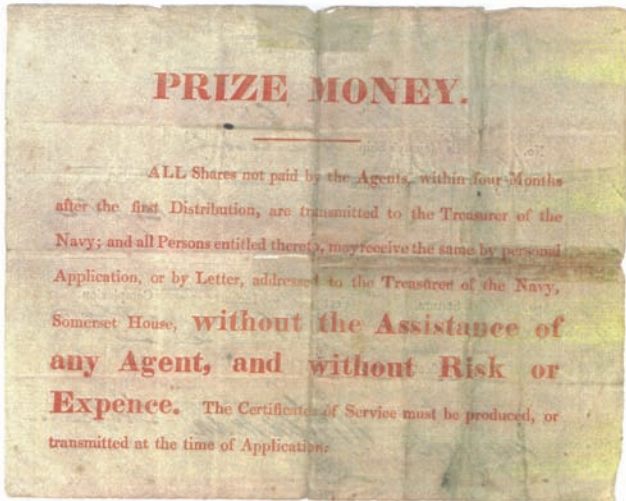 PRIZE MONEY.
ALL Shares not paid by the Agents, within four Months
after the first Distribution, are transmitted to the Treasurer of the
Navy; and all Persons entitled thereto, may receive the same by personal
Application, or by Letter, addressed to the Treasurer of the Navy,
Somerset House, without the Assistance of
any Agent, and without Risk or
Expence. The Certificates of Service must be produced, or
transmitted at the time of Application.